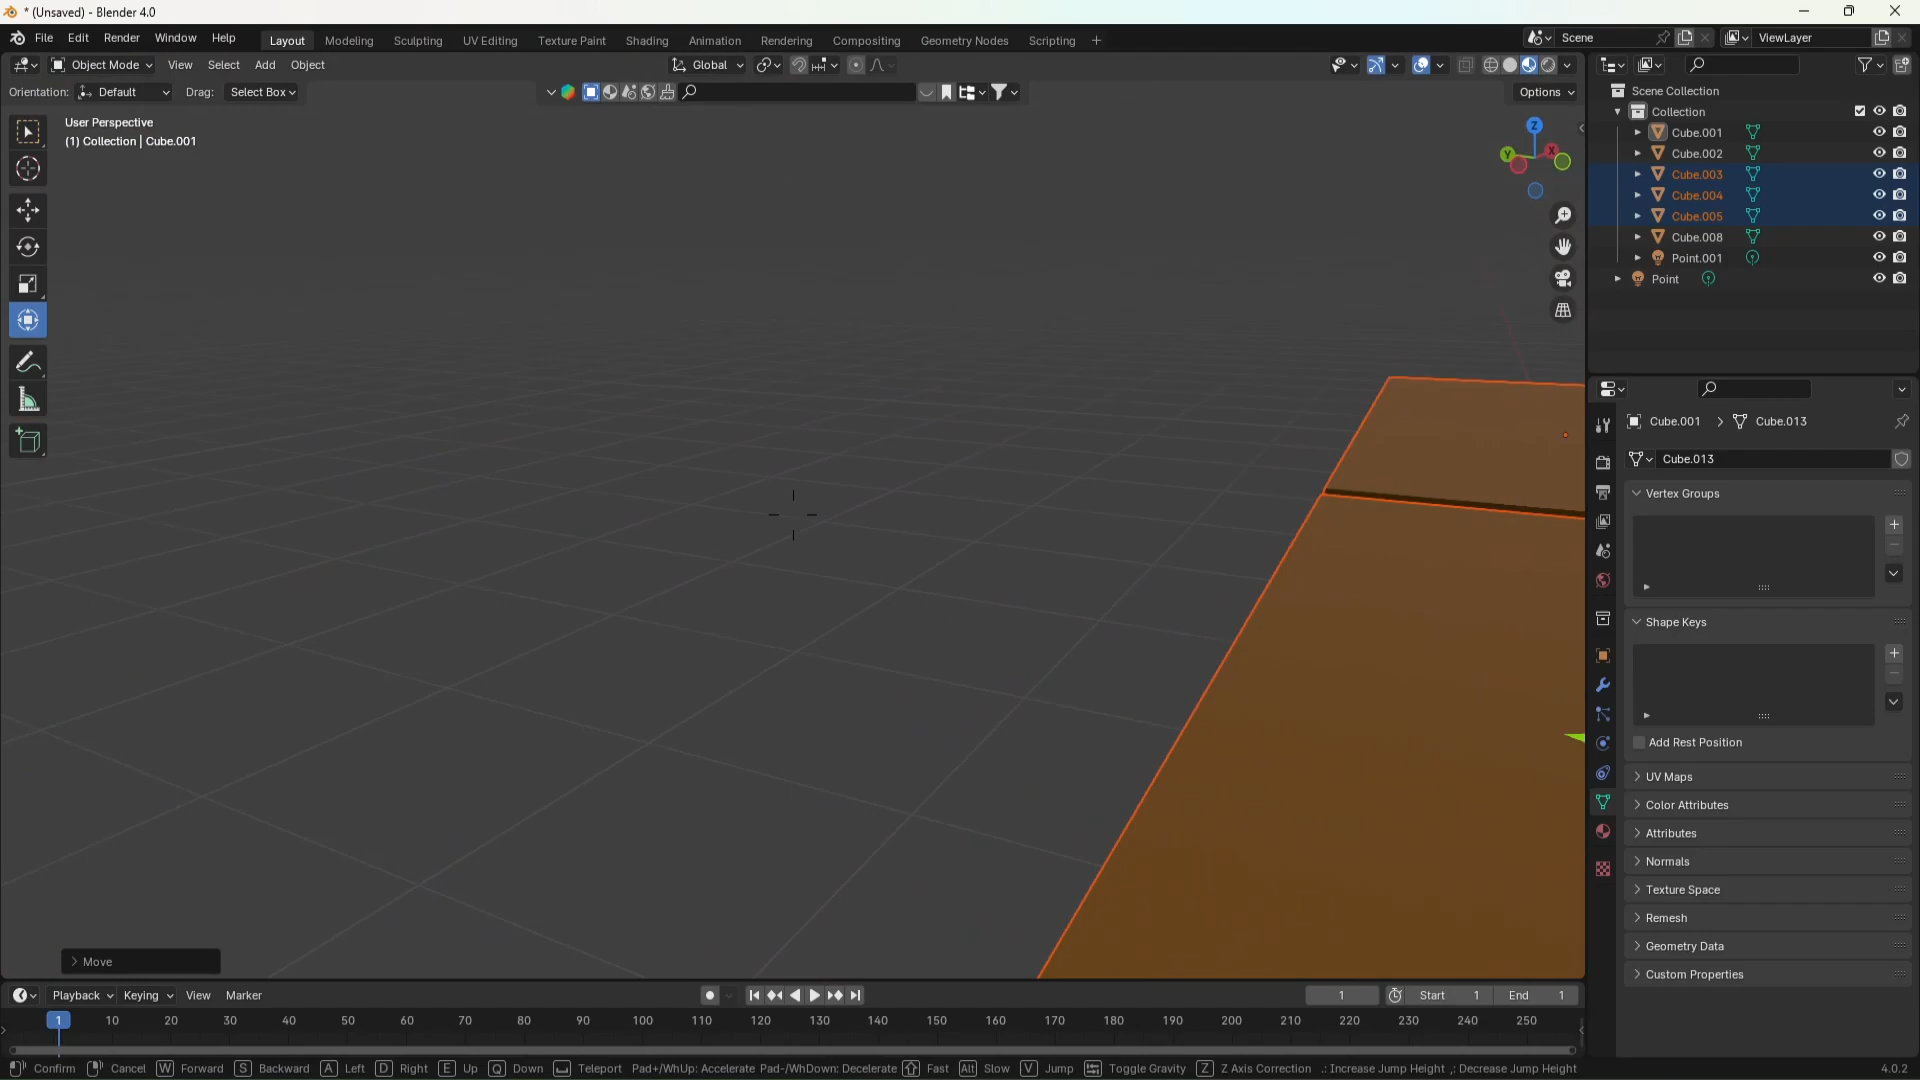 * (Unsaved) - Blender 4.0
File Edit Render Window Help Layout Modeling Sculpting UV Editing Texture Paint Shading Animation Rendering Compositing Geometry Nodes Scripting + Scene ViewLayer
Object Mode View Select Add Object Global
Orientation: Default Drag: Select Box Options
User Perspective
(1) Collection | Cube.001
Z
Y
X
Scene Collection
Collection
Cube.001
Cube.002
Cube.003
Cube.004
Cube.005
Cube.008
Point.001
Point
Cube.001 > Cube.013
Cube.013
Vertex Groups
Shape Keys
Add Rest Position
UV Maps
Color Attributes
Attributes
Normals
Texture Space
Remesh
Geometry Data
Custom Properties
Move
Playback Keying View Marker 1 Start 1 End 1
1 10 20 30 40 50 60 70 80 90 100 110 120 130 140 150 160 170 180 190 200 210 220 230 240 250
Confirm Cancel W Forward S Backward A Left D Right E Up Q Down Teleport Pad+/WhUp: Accelerate Pad-/WhDown: Decelerate Fast Alt Slow V Jump Toggle Gravity Z Z Axis Correction .: Increase Jump Height ,: Decrease Jump Height 4.0.2